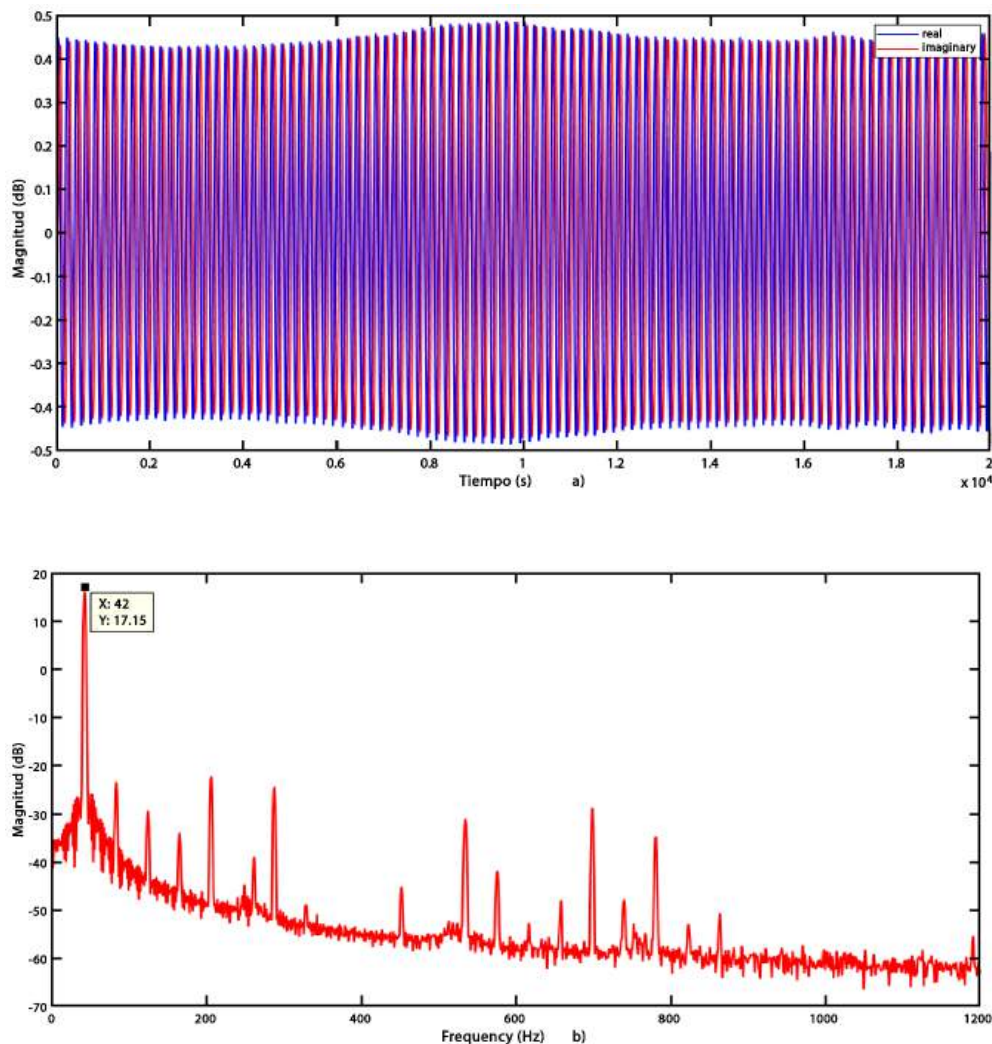 0.5
0.4
0.3
0.2
0.1
0
-0.1
-0.2
-0.3
-0.4
-0.5
Magnitud (dB)
real
imaginary
0 0.2 0.4 0.6 0.8 1 1.2 1.4 1.6 1.8 20
Tiempo (s) a)
x 10⁴
20
10
0
-10
-20
-30
-40
-50
-60
-70
Magnitud (dB)
X: 42
Y: 17.15
0 200 400 600 800 1000 1200
Frequency (Hz) b)